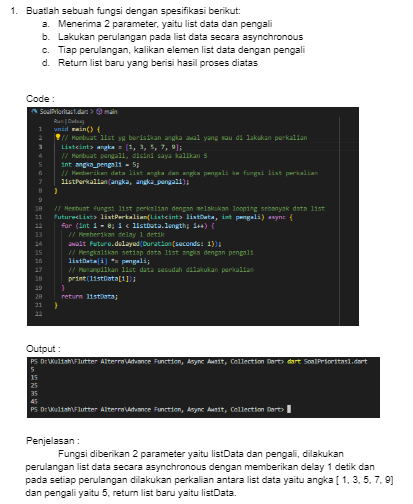 1. Buatlah sebuah fungsi dengan spesifikasi berikut:
a. Menerima 2 parameter, yaitu list data dan pengali
b. Lakukan perulangan pada list data secara asynchronous
c. Tiap perulangan, kalikan elemen list data dengan pengali
d. Return list baru yang berisi hasil proses diatas
Code :
SoalPrioritas1.dart > main
Run | Debug
1 void main() {
2 // Membuat list yg berisikan angka awal yang mau di lakukan perkalian
3 List<int> angka = [1, 3, 5, 7, 9];
4 // Membuat pengali, disini saya kalikan 5
5 int angka_pengali = 5;
6 // Memberikan data list angka dan angka pengali ke fungsi list perkalian
7 listPerkalian(angka, angka_pengali);
8 }
9
10 // Membuat fungsi list perkalian dengan melakukan looping sebanyak data list
11 Future<List> listPerkalian(List<int> listData, int pengali) async {
12 for (int i = 0; i < listData.length; i++) {
13 // Memberikan delay 1 detik
14 await Future.delayed(Duration(seconds: 1));
15 // Mengkalikan setiap data list angka dengan pengali
16 listData[i] *= pengali;
17 // Menampilkan list data sesudah dilakukan perkalian
18 print(listData[i]);
19 }
20 return listData;
21 }
22
Output :
PS D:\Kuliah\Flutter Alterra\Advance Function, Async Await, Collection Dart> dart SoalPrioritas1.dart
5
15
25
35
45
PS D:\Kuliah\Flutter Alterra\Advance Function, Async Await, Collection Dart>
Penjelasan :
Fungsi diberikan 2 parameter yaitu listData dan pengali, dilakukan
perulangan list data secara asynchronous dengan memberikan delay 1 detik dan
pada setiap perulangan dilakukan perkalian antara list data yaitu angka [ 1, 3, 5, 7, 9]
dan pengali yaitu 5, return list baru yaitu listData.